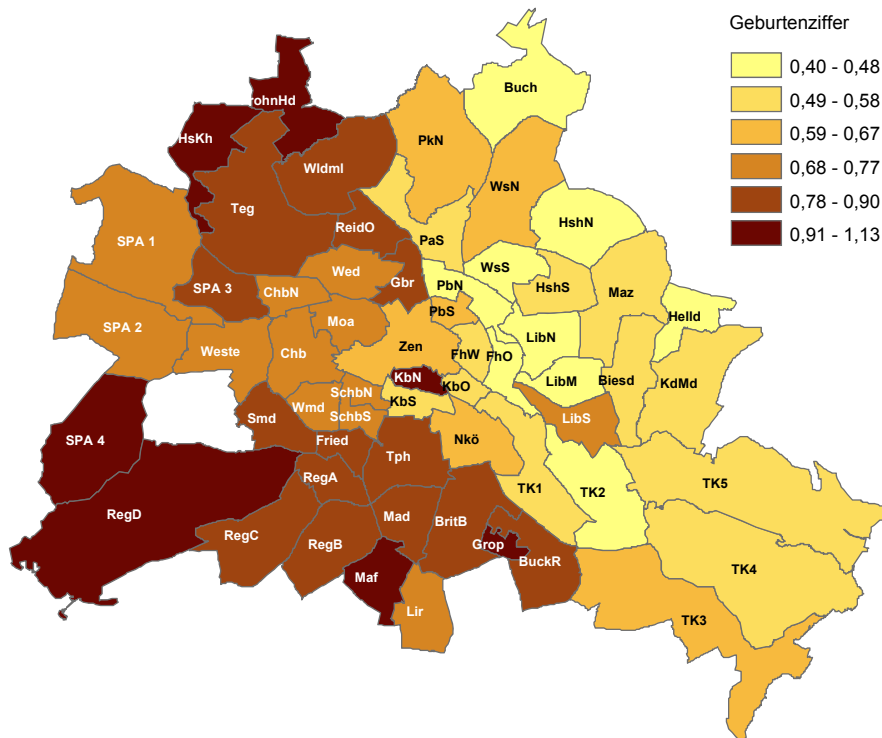 Geburtenziffer
0,40 - 0,48
0,49 - 0,58
0,59 - 0,67
0,68 - 0,77
0,78 - 0,90
0,91 - 1,13
Buch
rohnHd
HsKh
PkN
Wldml
WsN
Teg
HshN
ReidO
PaS
SPA 1
WsS
Wed
Gbr
PbN
HshS
Maz
SPA 3
ChbN
PbS
Helld
Moa
SPA 2
LibN
Zen
Weste
Chb
FhW
FhO
KbN
KbO
LibM
Biesd
KdMd
SchbN
KbS
Wmd
SchbS
LibS
Smd
SPA 4
Fried
Nkö
Tph
RegA
TK1
TK2
TK5
RegD
Mad
BritB
RegC
RegB
Grop
BuckR
Maf
TK4
Lir
TK3